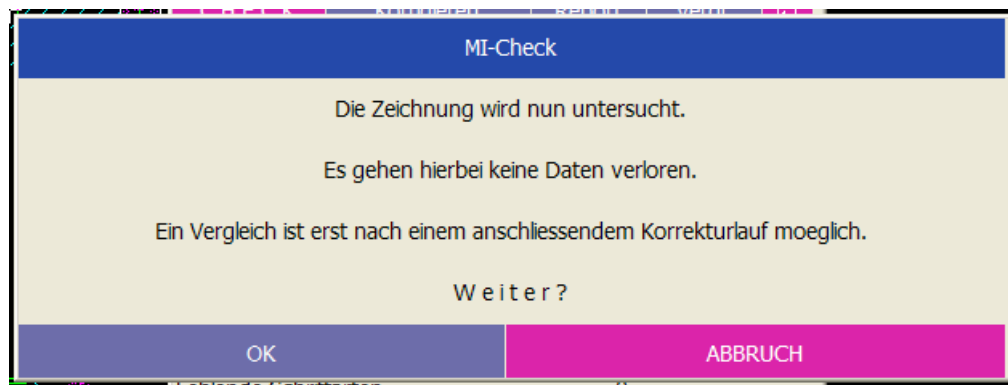 MI-Check
Die Zeichnung wird nun untersucht.
Es gehen hierbei keine Daten verloren.
Ein Vergleich ist erst nach einem anschliessendem Korrekturlauf moeglich.
W e i t e r ?
OK ABBRUCH